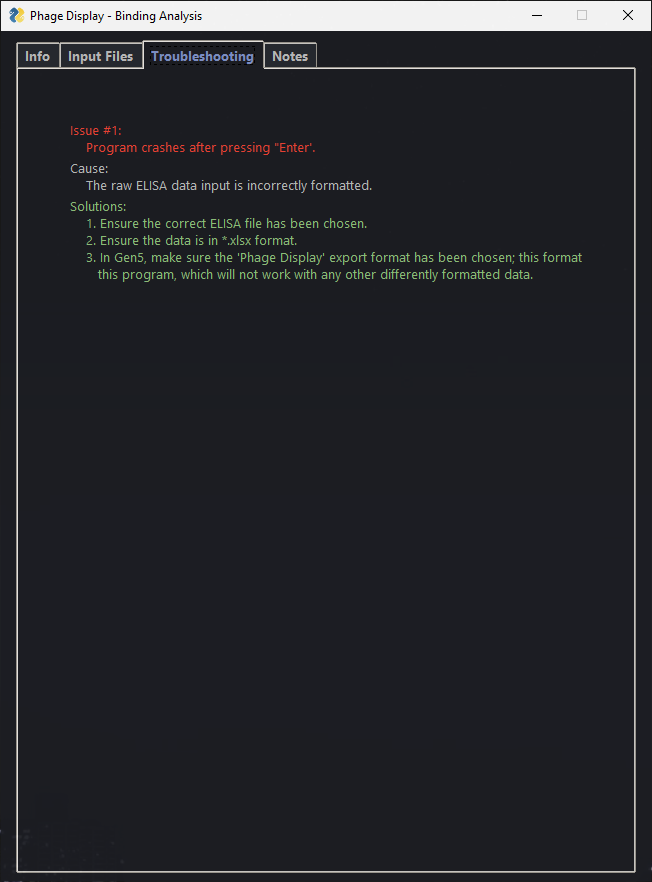 Phage Display - Binding Analysis
Info Input Files Troubleshooting Notes
Issue #1:
Program crashes after pressing "Enter'.
Cause:
The raw ELISA data input is incorrectly formatted.
Solutions:
1. Ensure the correct ELISA file has been chosen.
2. Ensure the data is in *.xlsx format.
3. In Gen5, make sure the 'Phage Display' export format has been chosen; this format
this program, which will not work with any other differently formatted data.